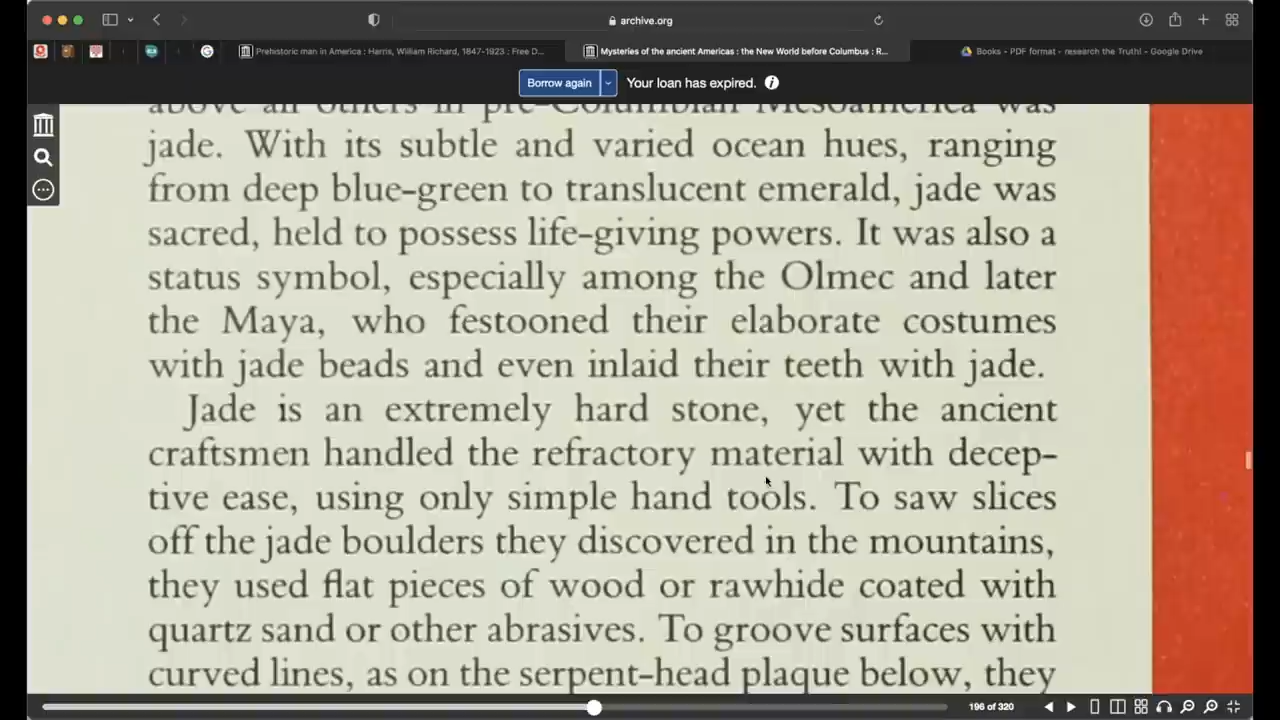 archive.org
Prehistoric man in America : Harris, William Richard, 1847-1923 : Free D...
Mysteries of the ancient Americas : the New World before Columbus : R...
Books - PDF format - research the Truth! - Google Drive
Borrow again
Your loan has expired.
above all others in pre-Columbian Mesoamerica was
jade. With its subtle and varied ocean hues, ranging
from deep blue-green to translucent emerald, jade was
sacred, held to possess life-giving powers. It was also a
status symbol, especially among the Olmec and later
the Maya, who festooned their elaborate costumes
with jade beads and even inlaid their teeth with jade.
Jade is an extremely hard stone, yet the ancient
craftsmen handled the refractory material with decep-
tive ease, using only simple hand tools. To saw slices
off the jade boulders they discovered in the mountains,
they used flat pieces of wood or rawhide coated with
quartz sand or other abrasives. To groove surfaces with
curved lines, as on the serpent-head plaque below, they
196 of 320